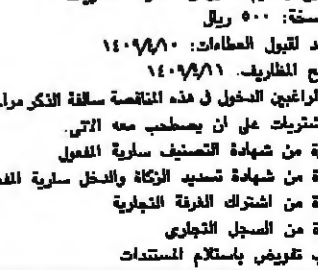 سخة: ٥٠٠ ريال
د لقبول العطاءات: ١٤٠٩/٤/١٠
ح المظاريف. ١٤٠٩/٤/١١
الراغبين الدخول في هذه المناقصة سالفة الذكر مرا
شتريات على ان يصطحب معه الآتي.
ة من شهادة التصنيف سارية المفعول
ة من شهادة تسديد الزكاة والدخل سارية المف
ة من اشتراك الغرفة التجارية
ة من السجل التجاري
ب تفويض باستلام المستندات